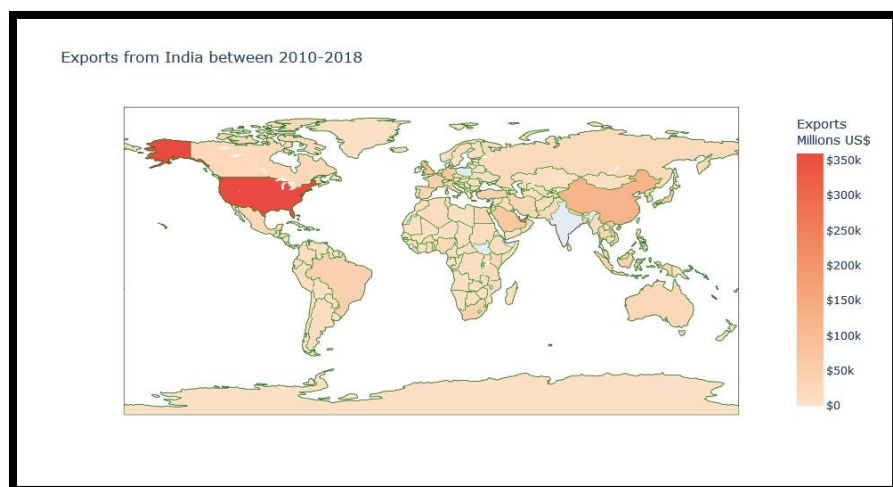 Exports from India between 2010-2018
Exports
Millions US$
$350k
$300k
$250k
$200k
$150k
$100k
$50k
$0